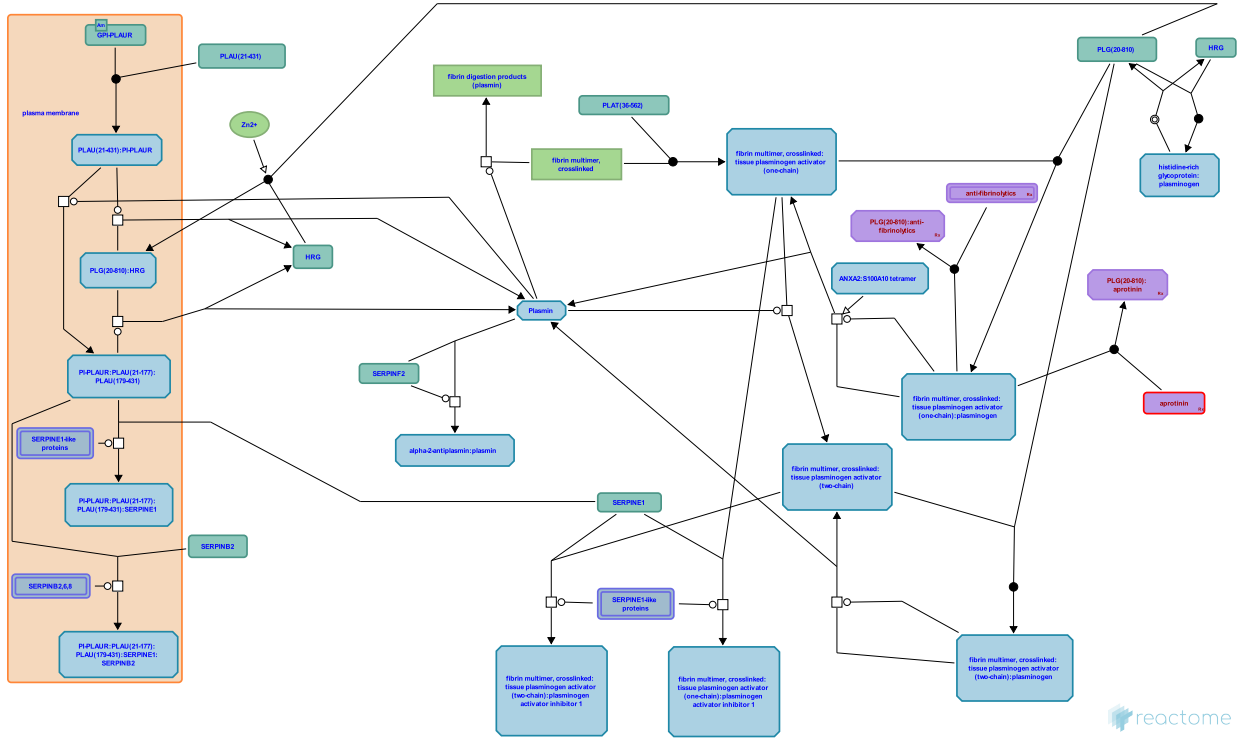 An
GPI-PLAUR
PLAU(21-431)
plasma membrane
PLAU(21-431):PI-PLAUR
Zn2+
PLG(20-810):HRG
HRG
PI-PLAUR:PLAU(21-177):
PLAU(179-431)
SERPINE1-like
proteins
PI-PLAUR:PLAU(21-177):
PLAU(179-431):SERPINE1
SERPINB2
SERPINB2,6,8
PI-PLAUR:PLAU(21-177):
PLAU(179-431):SERPINE1:
SERPINB2
fibrin digestion products
(plasmin)
PLAT(36-562)
fibrin multimer,
crosslinked
fibrin multimer, crosslinked:
tissue plasminogen activator
(one-chain)
PLG(20-810)
HRG
histidine-rich
glycoprotein:
plasminogen
anti-fibrinolytics
Rx
PLG(20-810):anti-
fibrinolytics
Rx
ANXA2:S100A10 tetramer
PLG(20-810):
aprotinin
Rx
Plasmin
SERPINF2
alpha-2-antiplasmin:plasmin
fibrin multimer, crosslinked:
tissue plasminogen activator
(one-chain):plasminogen
aprotinin
Rx
fibrin multimer, crosslinked:
tissue plasminogen activator
(two-chain)
SERPINE1
SERPINE1-like
proteins
fibrin multimer, crosslinked:
tissue plasminogen activator
(two-chain):plasminogen
activator inhibitor 1
fibrin multimer, crosslinked:
tissue plasminogen activator
(one-chain):plasminogen
activator inhibitor 1
fibrin multimer, crosslinked:
tissue plasminogen activator
(two-chain):plasminogen
reactome